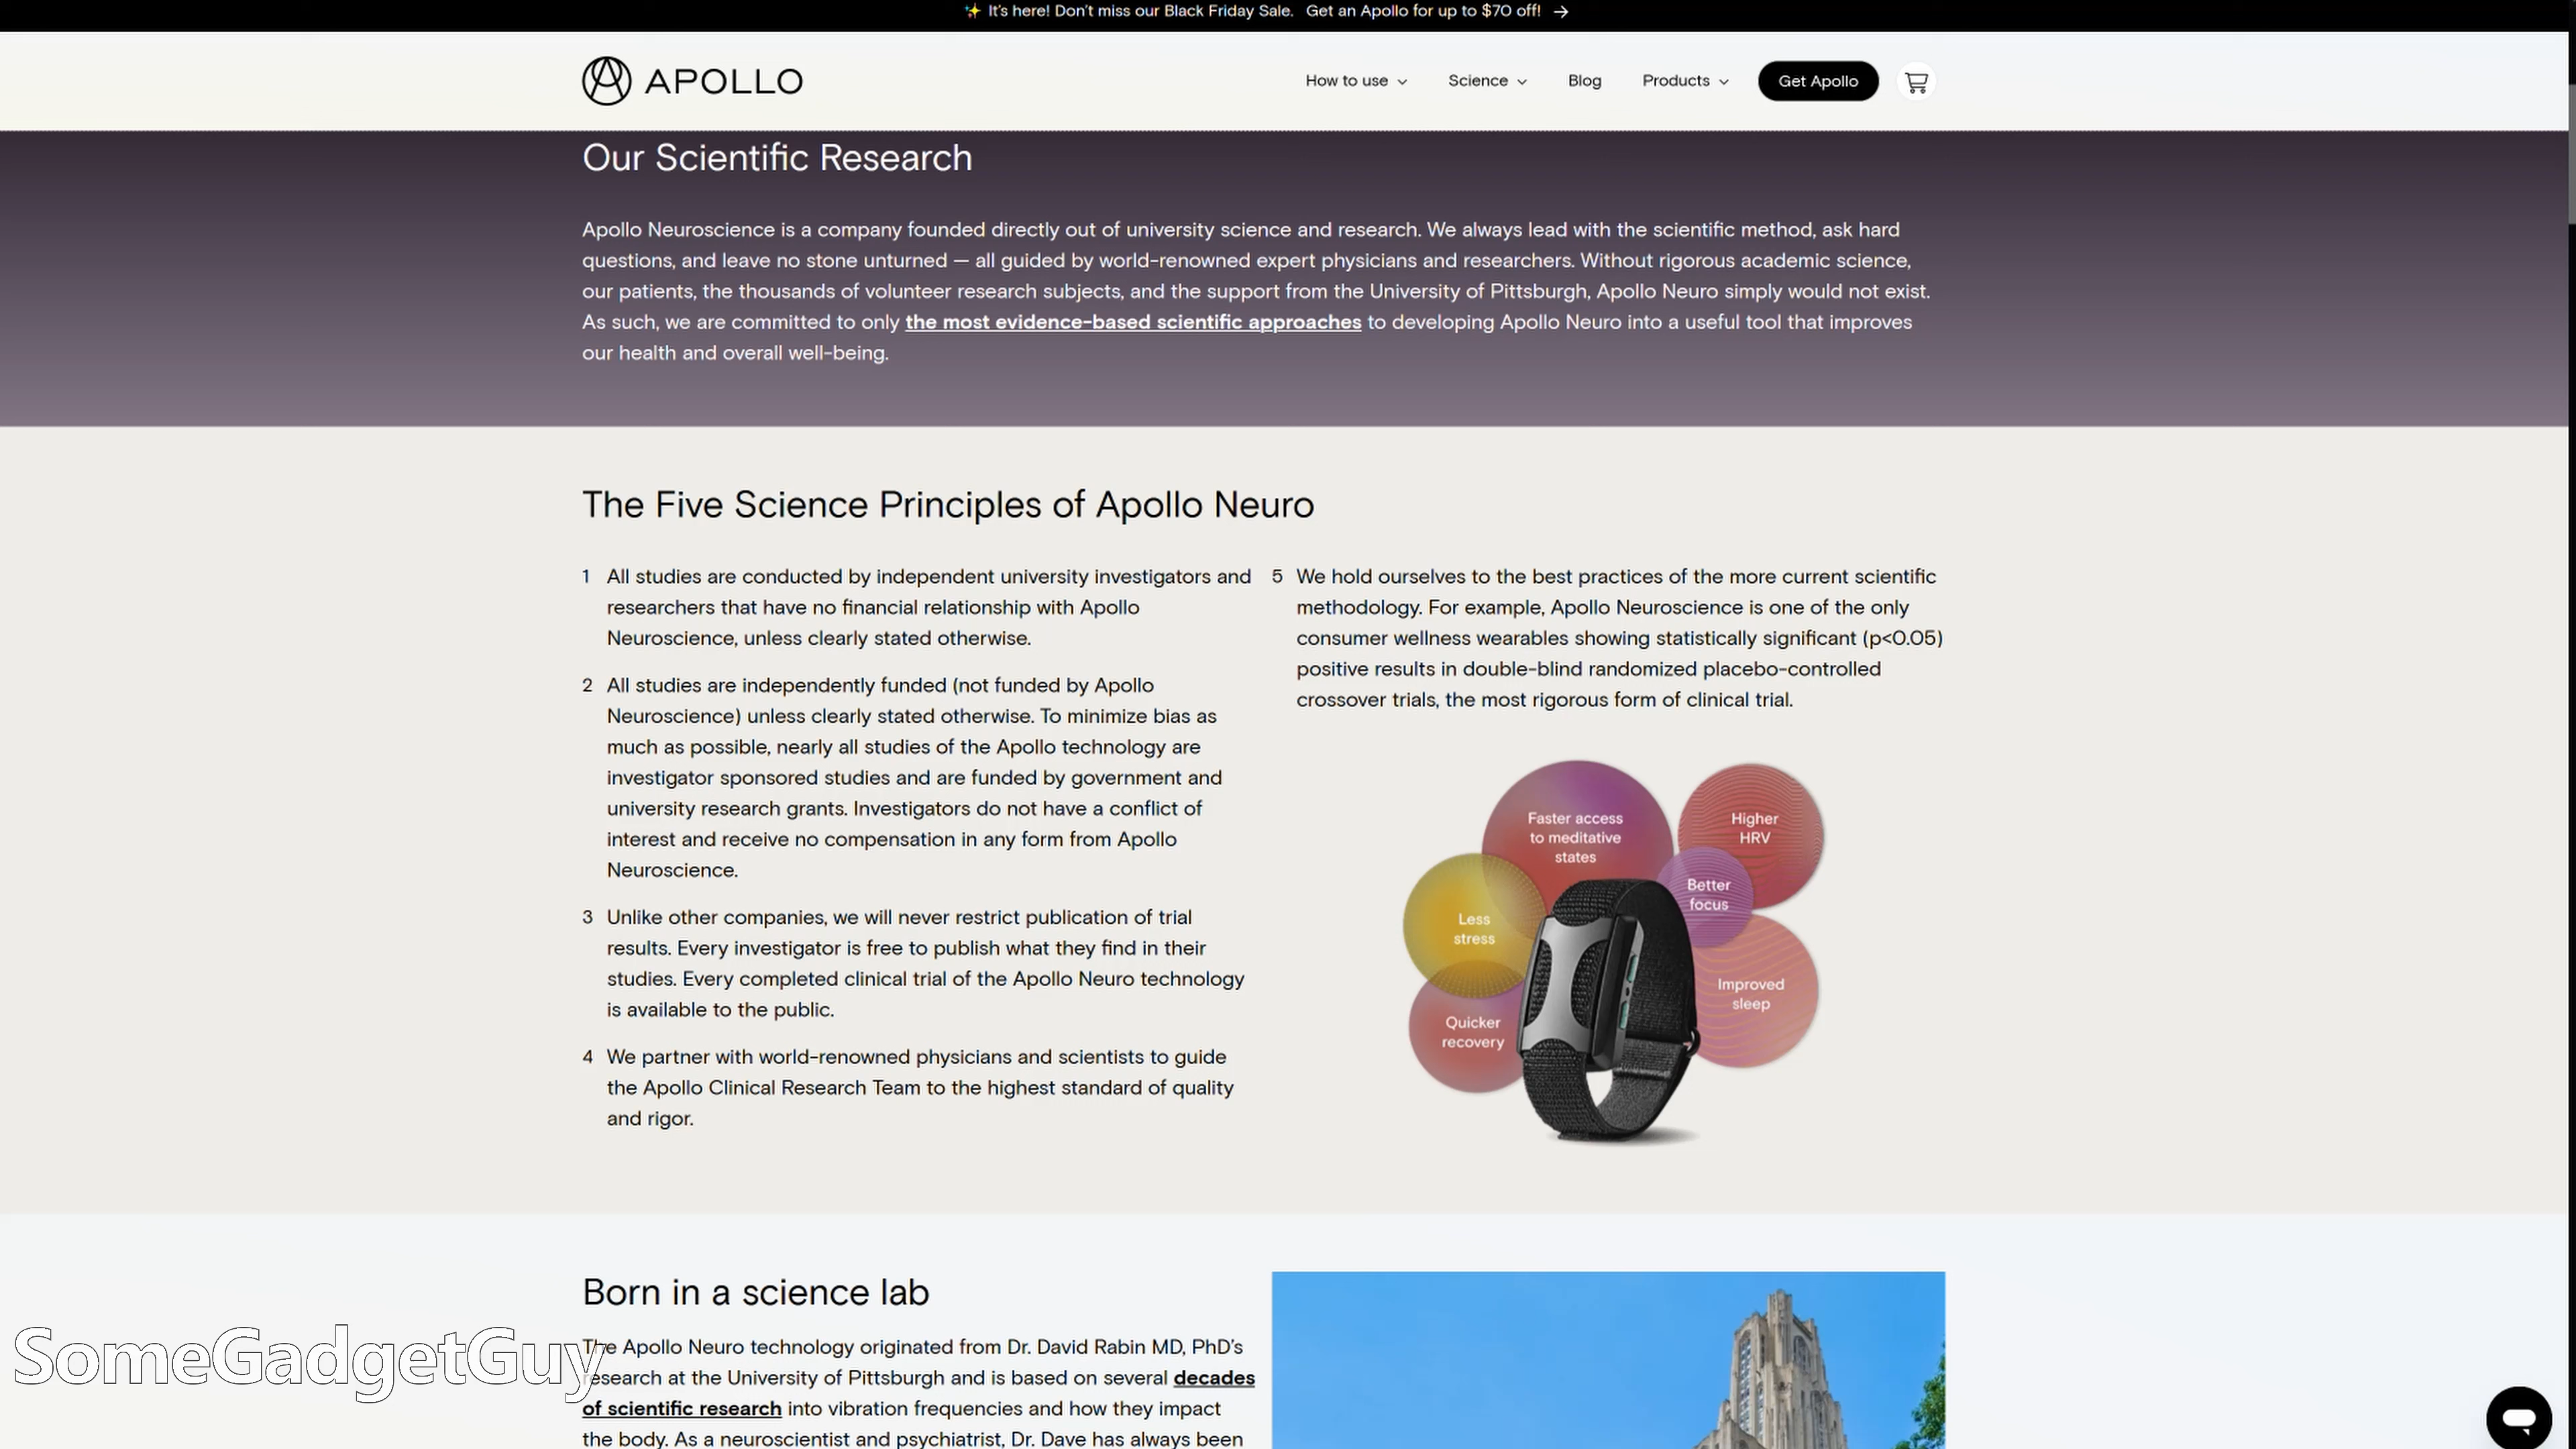 ✨ It's here! Don't miss our Black Friday Sale. Get an Apollo for up to $70 off! →
APOLLO
How to use
Science
Blog
Products
Get Apollo
Our Scientific Research
Apollo Neuroscience is a company founded directly out of university science and research. We always lead with the scientific method, ask hard
questions, and leave no stone unturned — all guided by world-renowned expert physicians and researchers. Without rigorous academic science,
our patients, the thousands of volunteer research subjects, and the support from the University of Pittsburgh, Apollo Neuro simply would not exist.
As such, we are committed to only the most evidence-based scientific approaches to developing Apollo Neuro into a useful tool that improves
our health and overall well-being.
The Five Science Principles of Apollo Neuro
1 All studies are conducted by independent university investigators and
researchers that have no financial relationship with Apollo
Neuroscience, unless clearly stated otherwise.
2 All studies are independently funded (not funded by Apollo
Neuroscience) unless clearly stated otherwise. To minimize bias as
much as possible, nearly all studies of the Apollo technology are
investigator sponsored studies and are funded by government and
university research grants. Investigators do not have a conflict of
interest and receive no compensation in any form from Apollo
Neuroscience.
3 Unlike other companies, we will never restrict publication of trial
results. Every investigator is free to publish what they find in their
studies. Every completed clinical trial of the Apollo Neuro technology
is available to the public.
4 We partner with world-renowned physicians and scientists to guide
the Apollo Clinical Research Team to the highest standard of quality
and rigor.
5 We hold ourselves to the best practices of the more current scientific
methodology. For example, Apollo Neuroscience is one of the only
consumer wellness wearables showing statistically significant (p<0.05)
positive results in double-blind randomized placebo-controlled
crossover trials, the most rigorous form of clinical trial.
Faster access
to meditative
states
Higher
HRV
Better
focus
Less
stress
Improved
sleep
Quicker
recovery
Born in a science lab
The Apollo Neuro technology originated from Dr. David Rabin MD, PhD's
research at the University of Pittsburgh and is based on several decades
of scientific research into vibration frequencies and how they impact
the body. As a neuroscientist and psychiatrist, Dr. Dave has always been
SomeGadgetGuy